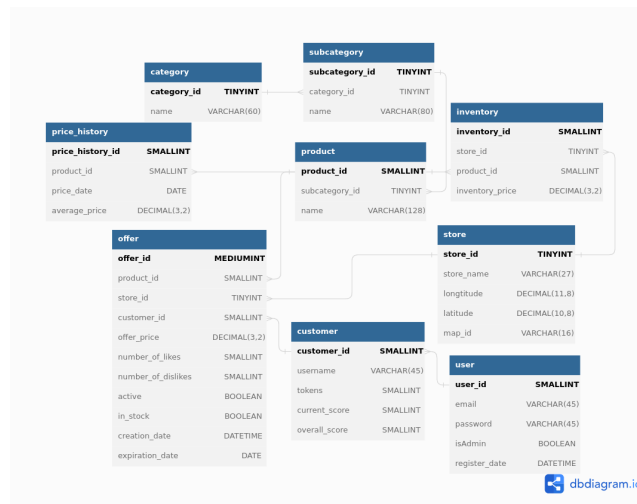 subcategory
subcategory_id TINYINT
category_id TINYINT
name VARCHAR(80)
category
category_id TINYINT
name VARCHAR(60)
inventory
inventory_id SMALLINT
store_id TINYINT
product_id SMALLINT
inventory_price DECIMAL(3,2)
price_history
price_history_id SMALLINT
product_id SMALLINT
price_date DATE
average_price DECIMAL(3,2)
product
product_id SMALLINT
subcategory_id TINYINT
name VARCHAR(128)
offer
offer_id MEDIUMINT
product_id SMALLINT
store_id TINYINT
customer_id SMALLINT
offer_price DECIMAL(3,2)
number_of_likes SMALLINT
number_of_dislikes SMALLINT
active BOOLEAN
in_stock BOOLEAN
creation_date DATETIME
expiration_date DATE
store
store_id TINYINT
store_name VARCHAR(27)
longtitude DECIMAL(11,8)
latitude DECIMAL(10,8)
map_id VARCHAR(16)
customer
customer_id SMALLINT
username VARCHAR(45)
tokens SMALLINT
current_score SMALLINT
overall_score SMALLINT
user
user_id SMALLINT
email VARCHAR(45)
password VARCHAR(45)
isAdmin BOOLEAN
register_date DATETIME
dbdiagram.io